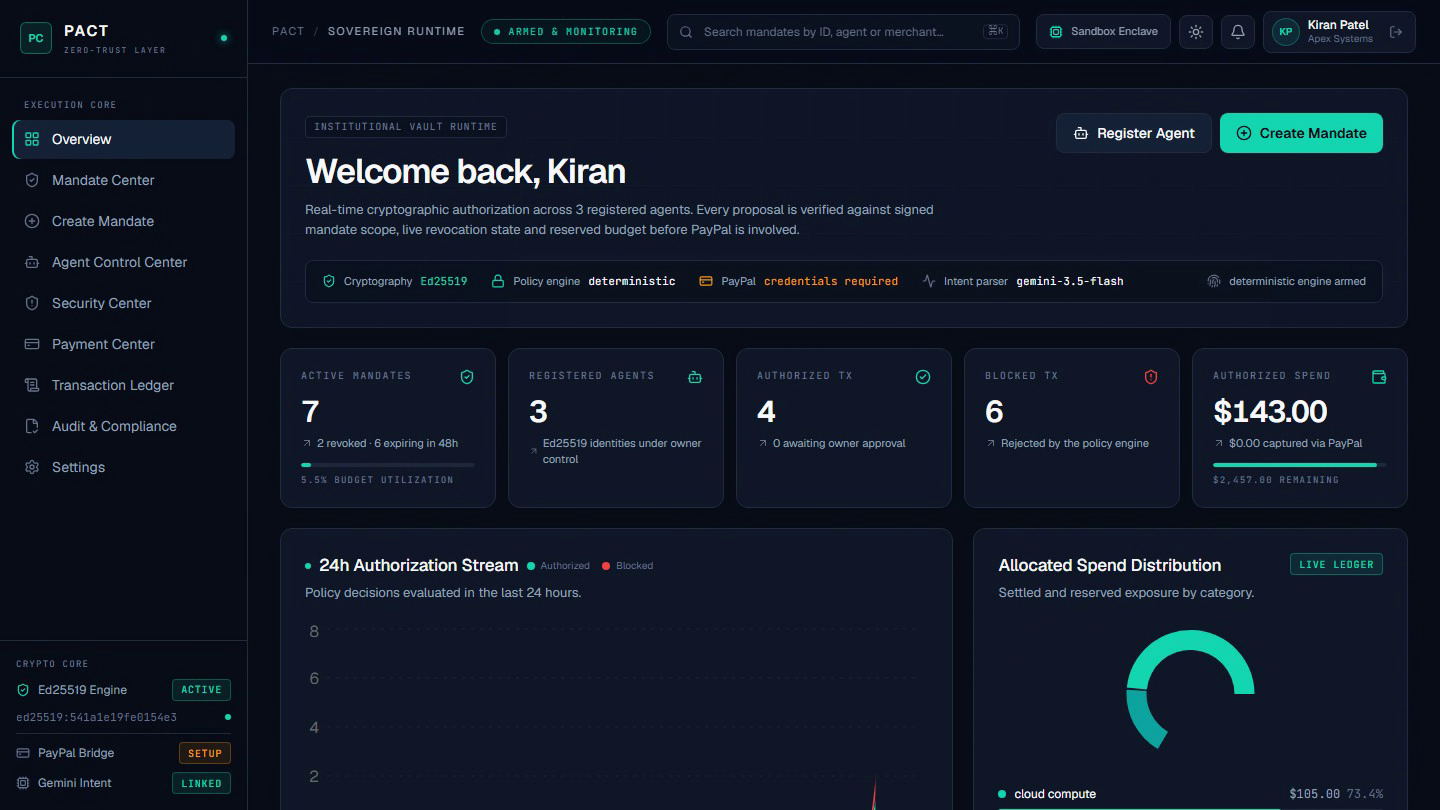 PC
PACT
ZERO-TRUST LAYER
EXECUTION CORE
Overview
Mandate Center
Create Mandate
Agent Control Center
Security Center
Payment Center
Transaction Ledger
Audit & Compliance
Settings
CRYPTO CORE
Ed25519 Engine ACTIVE
ed25519:541a1e19fe0154e3
PayPal Bridge SETUP
Gemini Intent LINKED
PACT / SOVEREIGN RUNTIME
ARMED & MONITORING
Search mandates by ID, agent or merchant… ⌘K
Sandbox Enclave
KP
Kiran Patel
Apex Systems
INSTITUTIONAL VAULT RUNTIME
Register Agent
Create Mandate
Welcome back, Kiran
Real-time cryptographic authorization across 3 registered agents. Every proposal is verified against signed
mandate scope, live revocation state and reserved budget before PayPal is involved.
Cryptography Ed25519 Policy engine deterministic PayPal credentials required Intent parser gemini-3.5-flash deterministic engine armed
ACTIVE MANDATES
7
2 revoked · 6 expiring in 48h
5.5% BUDGET UTILIZATION
REGISTERED AGENTS
3
Ed25519 identities under owner
control
AUTHORIZED TX
4
0 awaiting owner approval
BLOCKED TX
6
Rejected by the policy engine
AUTHORIZED SPEND
$143.00
$0.00 captured via PayPal
$2,457.00 REMAINING
24h Authorization Stream Authorized Blocked
Policy decisions evaluated in the last 24 hours.
8
6
4
2
Allocated Spend Distribution LIVE LEDGER
Settled and reserved exposure by category.
cloud compute $105.00 73.4%